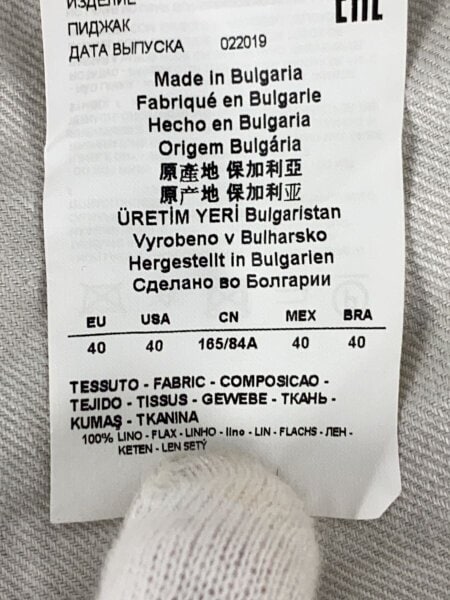 ИЗДЕЛИЕ
EAC
ПИДЖАК
ДАТА ВЫПУСКА 022019
Made in Bulgaria
Fabriqué en Bulgarie
Hecho en Bulgaria
Origem Bulgária
原產地 保加利亞
原产地 保加利亚
ÜRETİM YERİ Bulgaristan
Vyrobeno v Bulharsko
Hergestellt in Bulgarien
Сделано во Болгарии
EU USA CN MEX BRA
40 40 165/84A 40 40
TESSUTO - FABRIC - COMPOSICAO -
TEJIDO - TISSUS - GEWEBE - ТКАНЬ -
KUMAŞ - TKANINA
100% LINO - FLAX - LINHO - lino - LIN - FLACHS - ЛЕН -
KETEN - LEN SETÝ